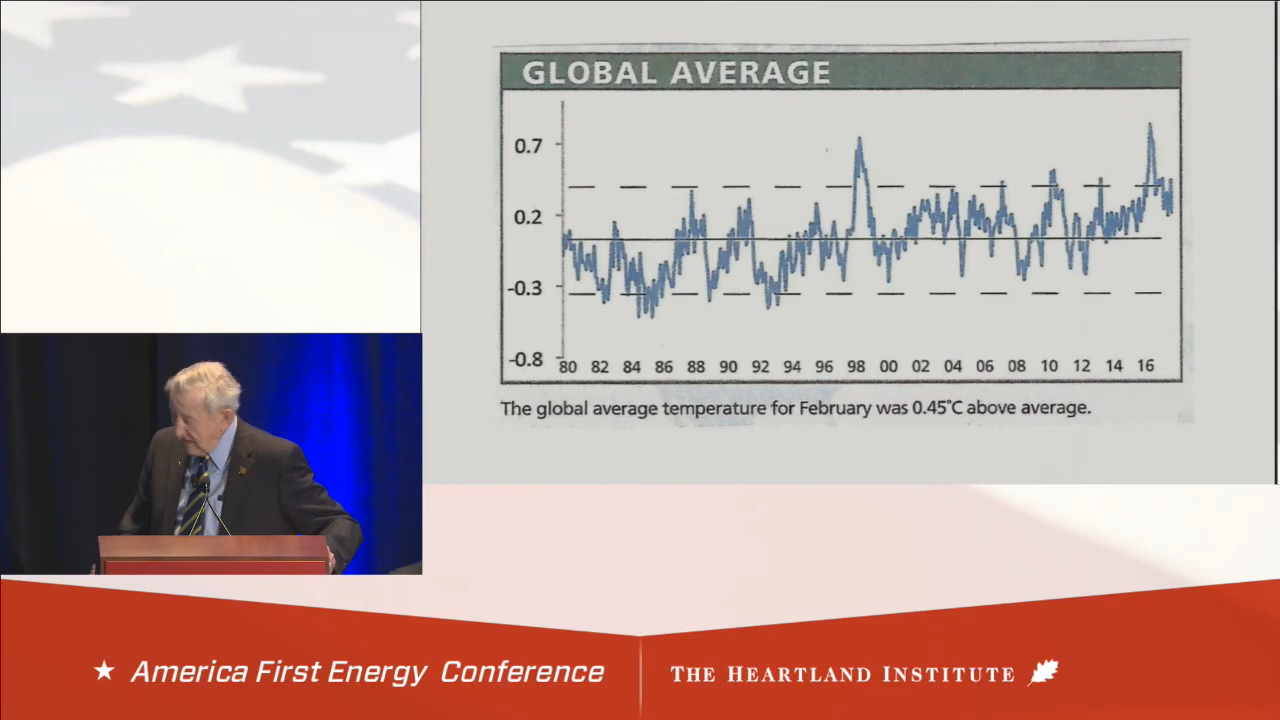 GLOBAL AVERAGE
0.7
0.2
-0.3
-0.8
80 82 84 86 88 90 92 94 96 98 00 02 04 06 08 10 12 14 16
The global average temperature for February was 0.45°C above average.
America First Energy Conference
THE HEARTLAND INSTITUTE